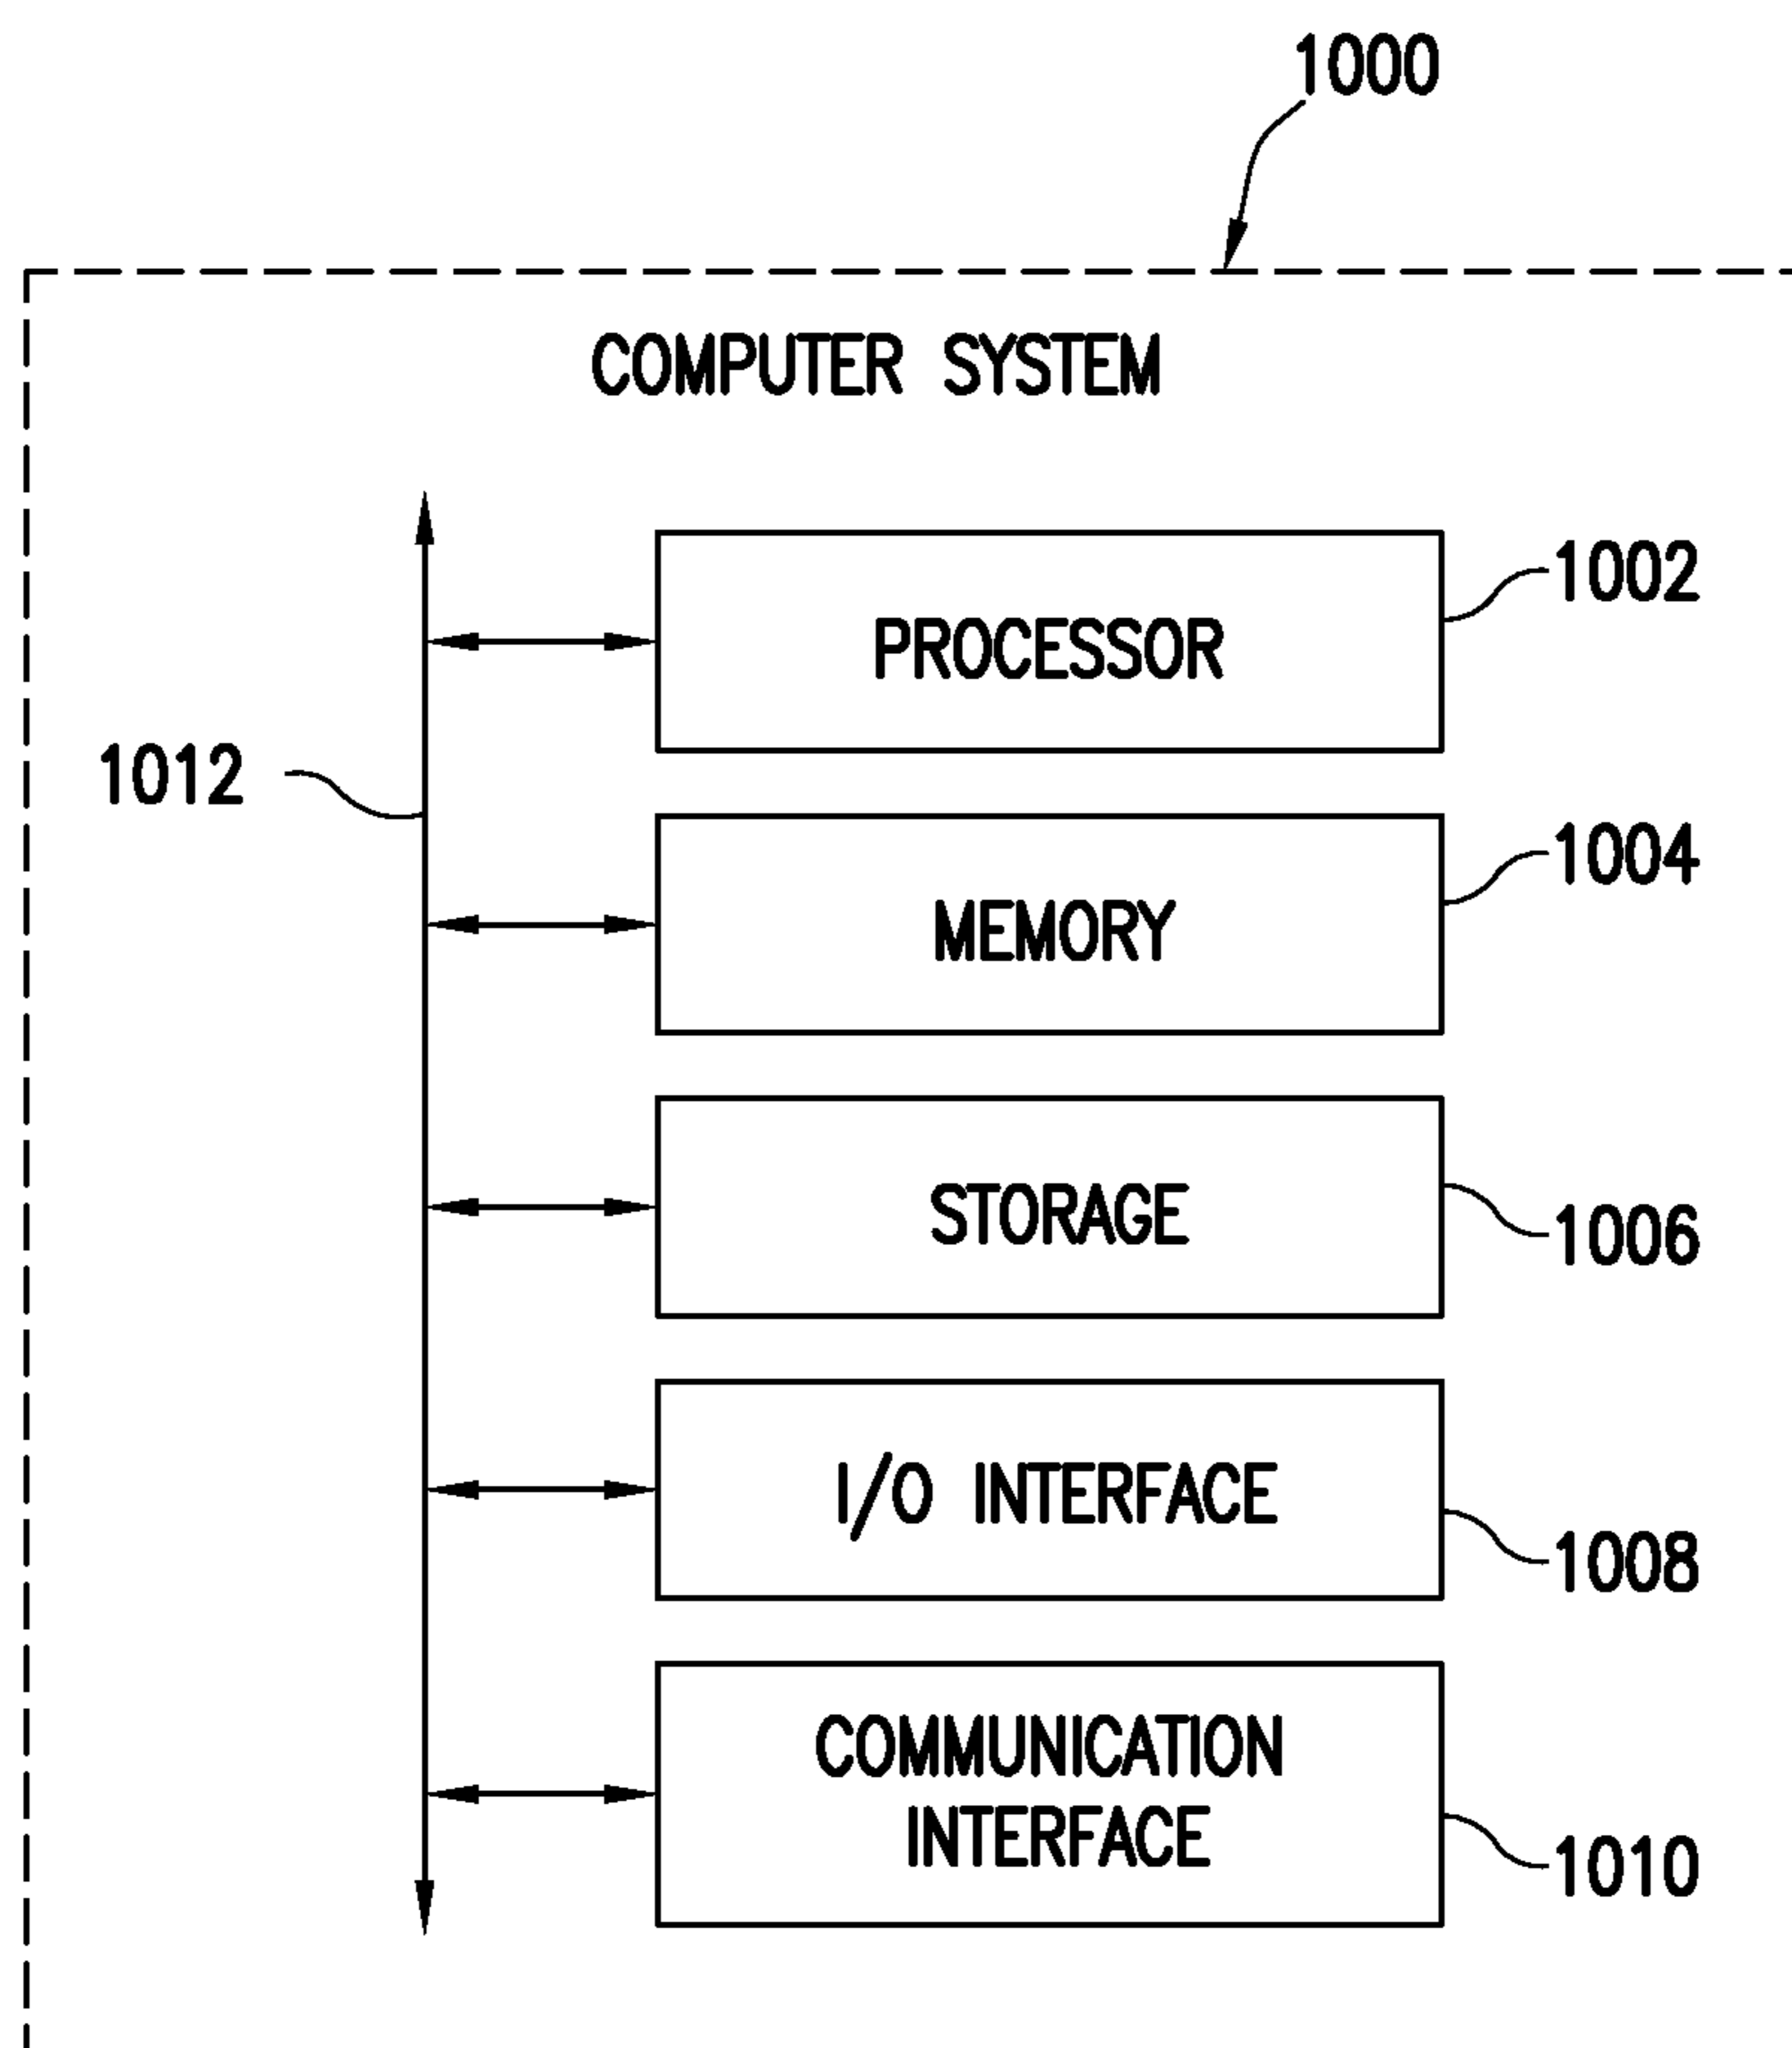 1000
COMPUTER SYSTEM
PROCESSOR
1002
1012
MEMORY
1004
STORAGE
1006
I/O INTERFACE
1008
COMMUNICATION
INTERFACE
1010